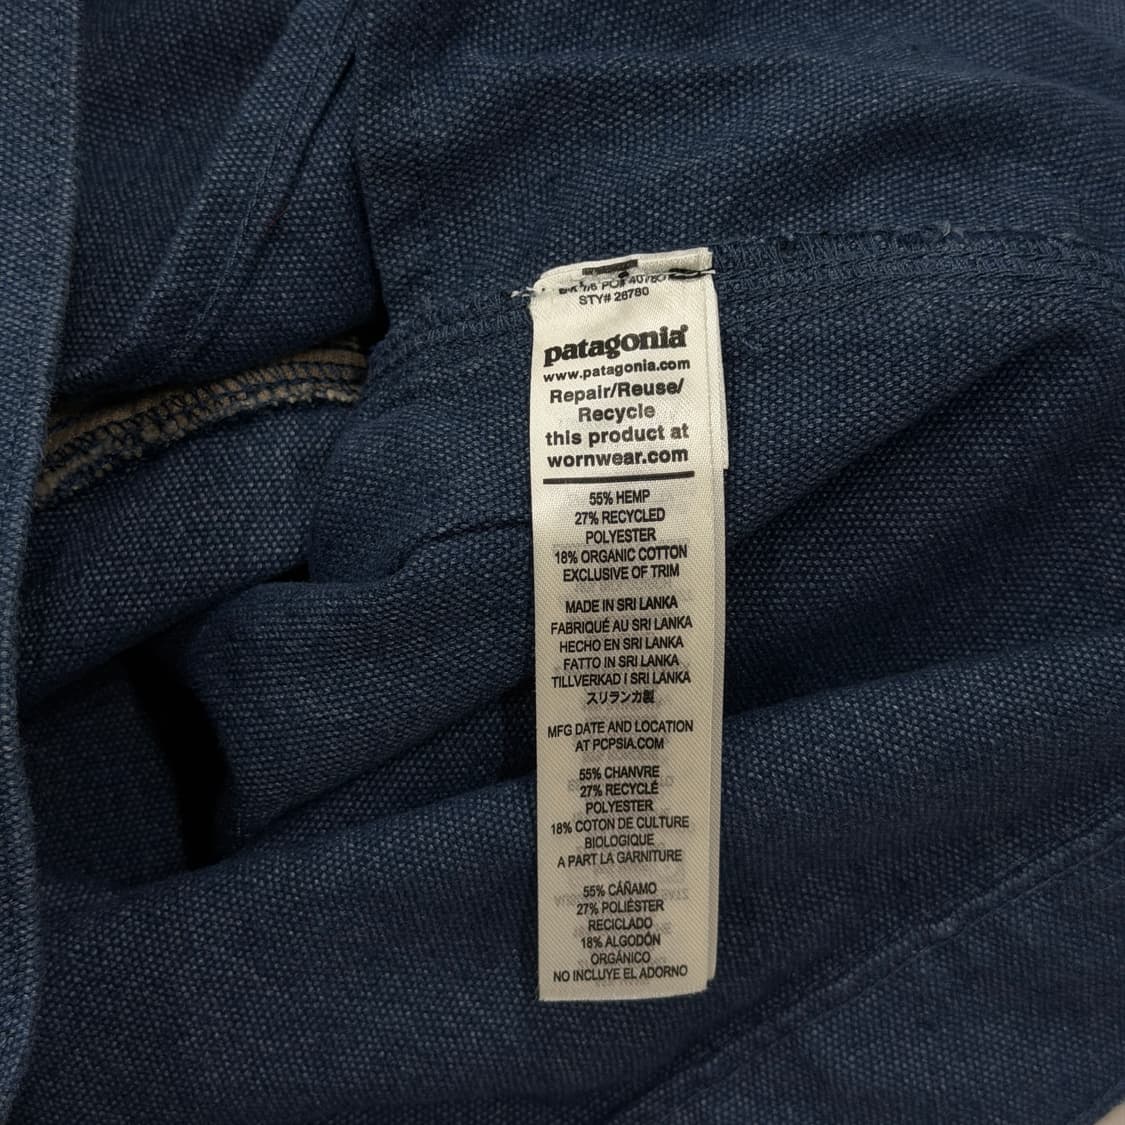 STY# 26780
patagonia®
www.patagonia.com
Repair/Reuse/
Recycle
this product at
wornwear.com
55% HEMP
27% RECYCLED
POLYESTER
18% ORGANIC COTTON
EXCLUSIVE OF TRIM
MADE IN SRI LANKA
FABRIQUÉ AU SRI LANKA
HECHO EN SRI LANKA
FATTO IN SRI LANKA
TILLVERKAD I SRI LANKA
スリランカ製
MFG DATE AND LOCATION
AT PCPSIA.COM
55% CHANVRE
27% RECYCLÉ
POLYESTER
18% COTON DE CULTURE
BIOLOGIQUE
A PART LA GARNITURE
55% CÁÑAMO
27% POLIÉSTER
RECICLADO
18% ALGODÓN
ORGÁNICO
NO INCLUYE EL ADORNO